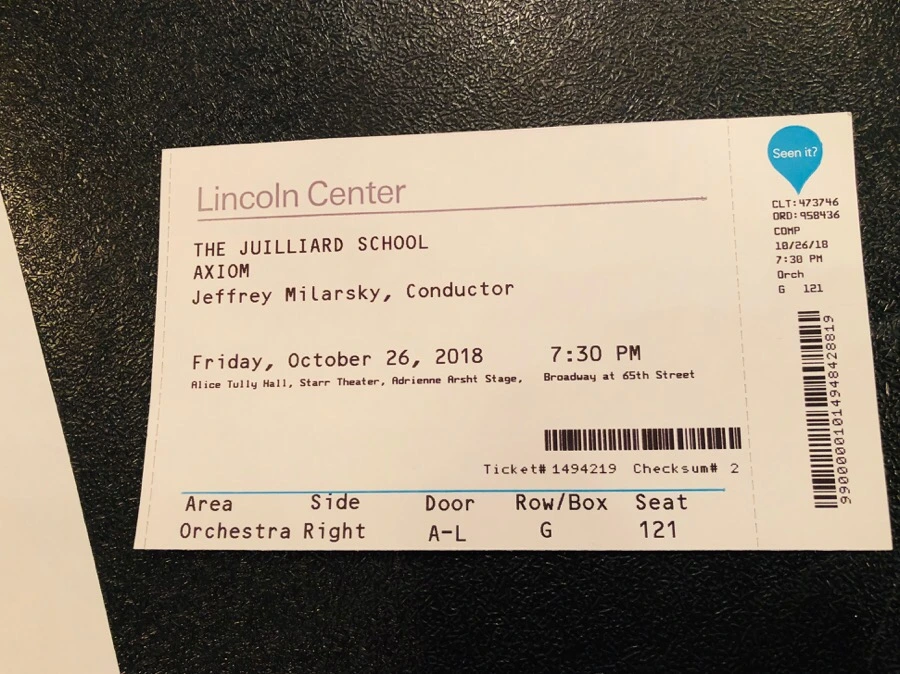 Lincoln Center
THE JUILLIARD SCHOOL
AXIOM
Jeffrey Milarsky, Conductor
Friday, October 26, 2018 7:30 PM
Alice Tully Hall, Starr Theater, Adrienne Arsht Stage, Broadway at 65th Street
Ticket# 1494219 Checksum# 2
Area Side Door Row/Box Seat
Orchestra Right A-L G 121
Seen it?
CLT:473746
ORD:958436
COMP
10/26/18
7:30 PM
Orch
G 121
9900000010149484288​19